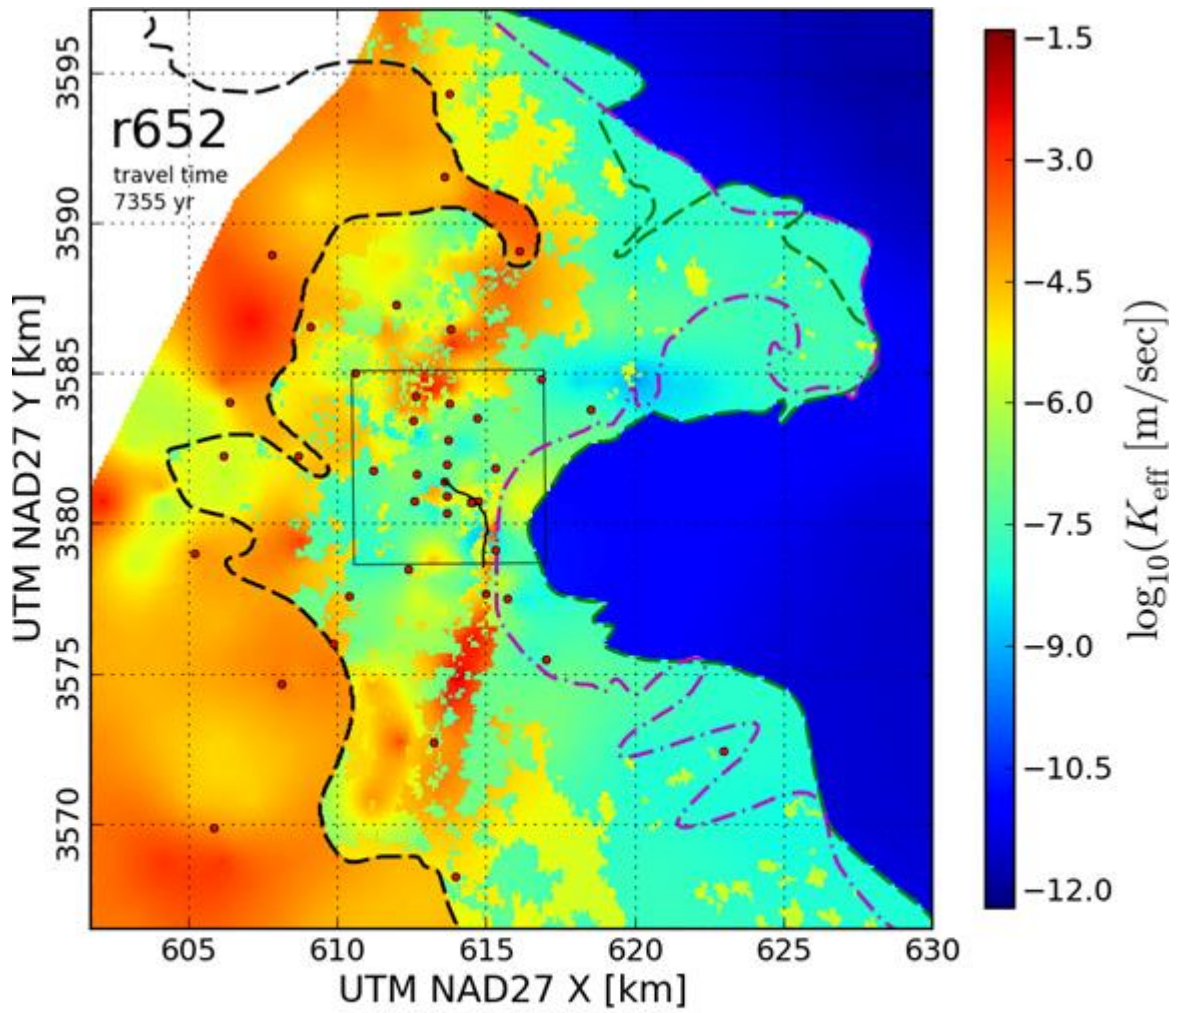 r652
travel time
7355 yr
3595
3590
3585
3580
3575
3570
UTM NAD27 Y [km]
605 610 615 620 625 630
UTM NAD27 X [km]
−1.5
−3.0
−4.5
−6.0
−7.5
−9.0
−10.5
−12.0
log₁₀(K_eff [m/sec])